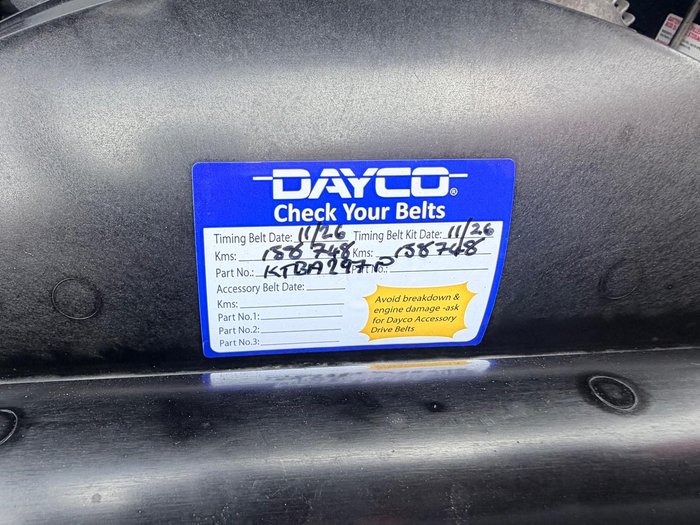 DAYCO®
Check Your Belts
Timing Belt Date: 11/26 Timing Belt Kit Date: 11/26
Kms: 188748 Kms: 188748
Part No.: KTBA297P No.:
Accessory Belt Date:
Kms:
Part No.1:
Part No.2:
Part No.3:
Avoid breakdown &
engine damage -ask
for Dayco Accessory
Drive Belts